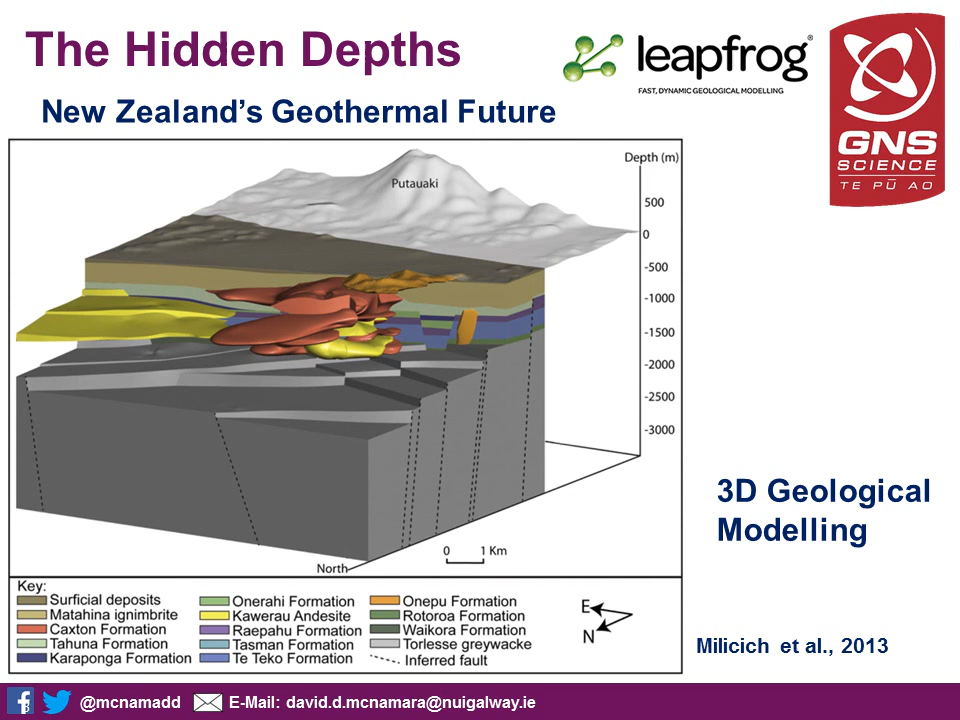 The Hidden Depths
New Zealand’s Geothermal Future
leapfrog®
FAST, DYNAMIC GEOLOGICAL MODELLING
GNS
SCIENCE
TE PŪ AO
Depth (m)
Putauaki
500
0
-500
-1000
-1500
-2000
-2500
-3000
3D Geological
Modelling
0 1 Km
North
Key:
Surficial deposits
Matahina ignimbrite
Caxton Formation
Tahuna Formation
Karaponga Formation
Onerahi Formation
Kawerau Andesite
Raepahu Formation
Tasman Formation
Te Teko Formation
Onepu Formation
Rotoroa Formation
Waikora Formation
Torlesse greywacke
Inferred fault
E
N
Milicich et al., 2013
@mcnamadd E-Mail: david.d.mcnamara@nuigalway.ie